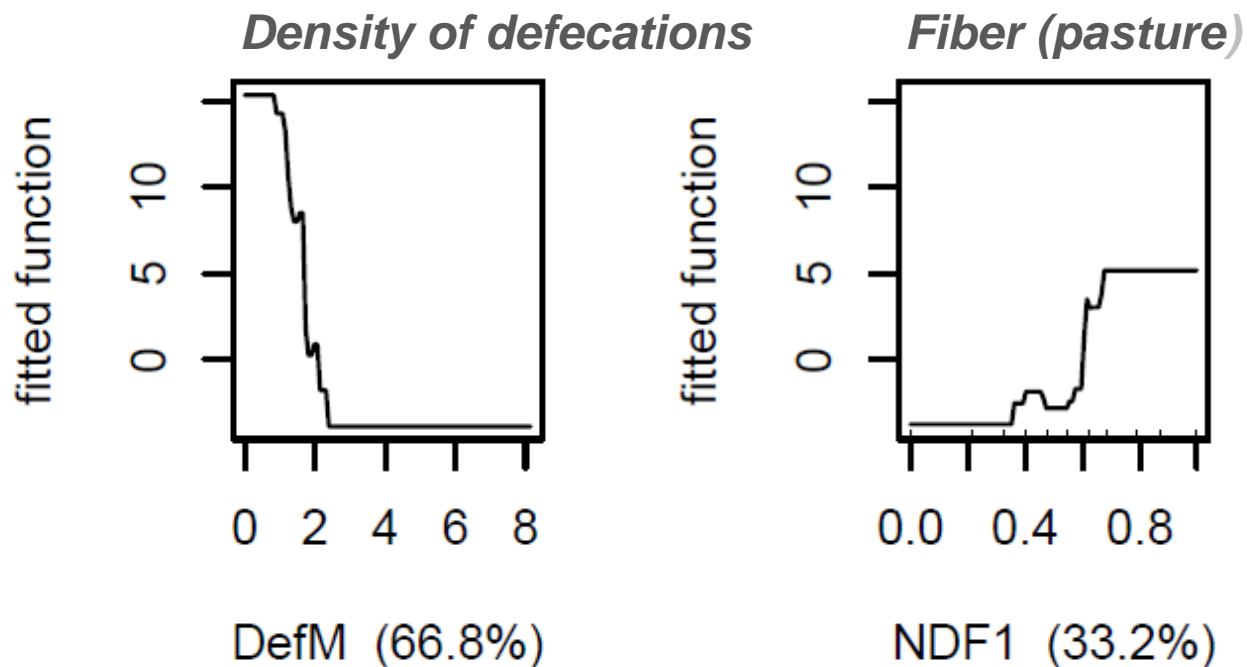 Density of defecations
Fiber (pasture)
fitted function
10
5
0
0 2 4 6 8
DefM (66.8%)
fitted function
10
5
0
0.0 0.4 0.8
NDF1 (33.2%)